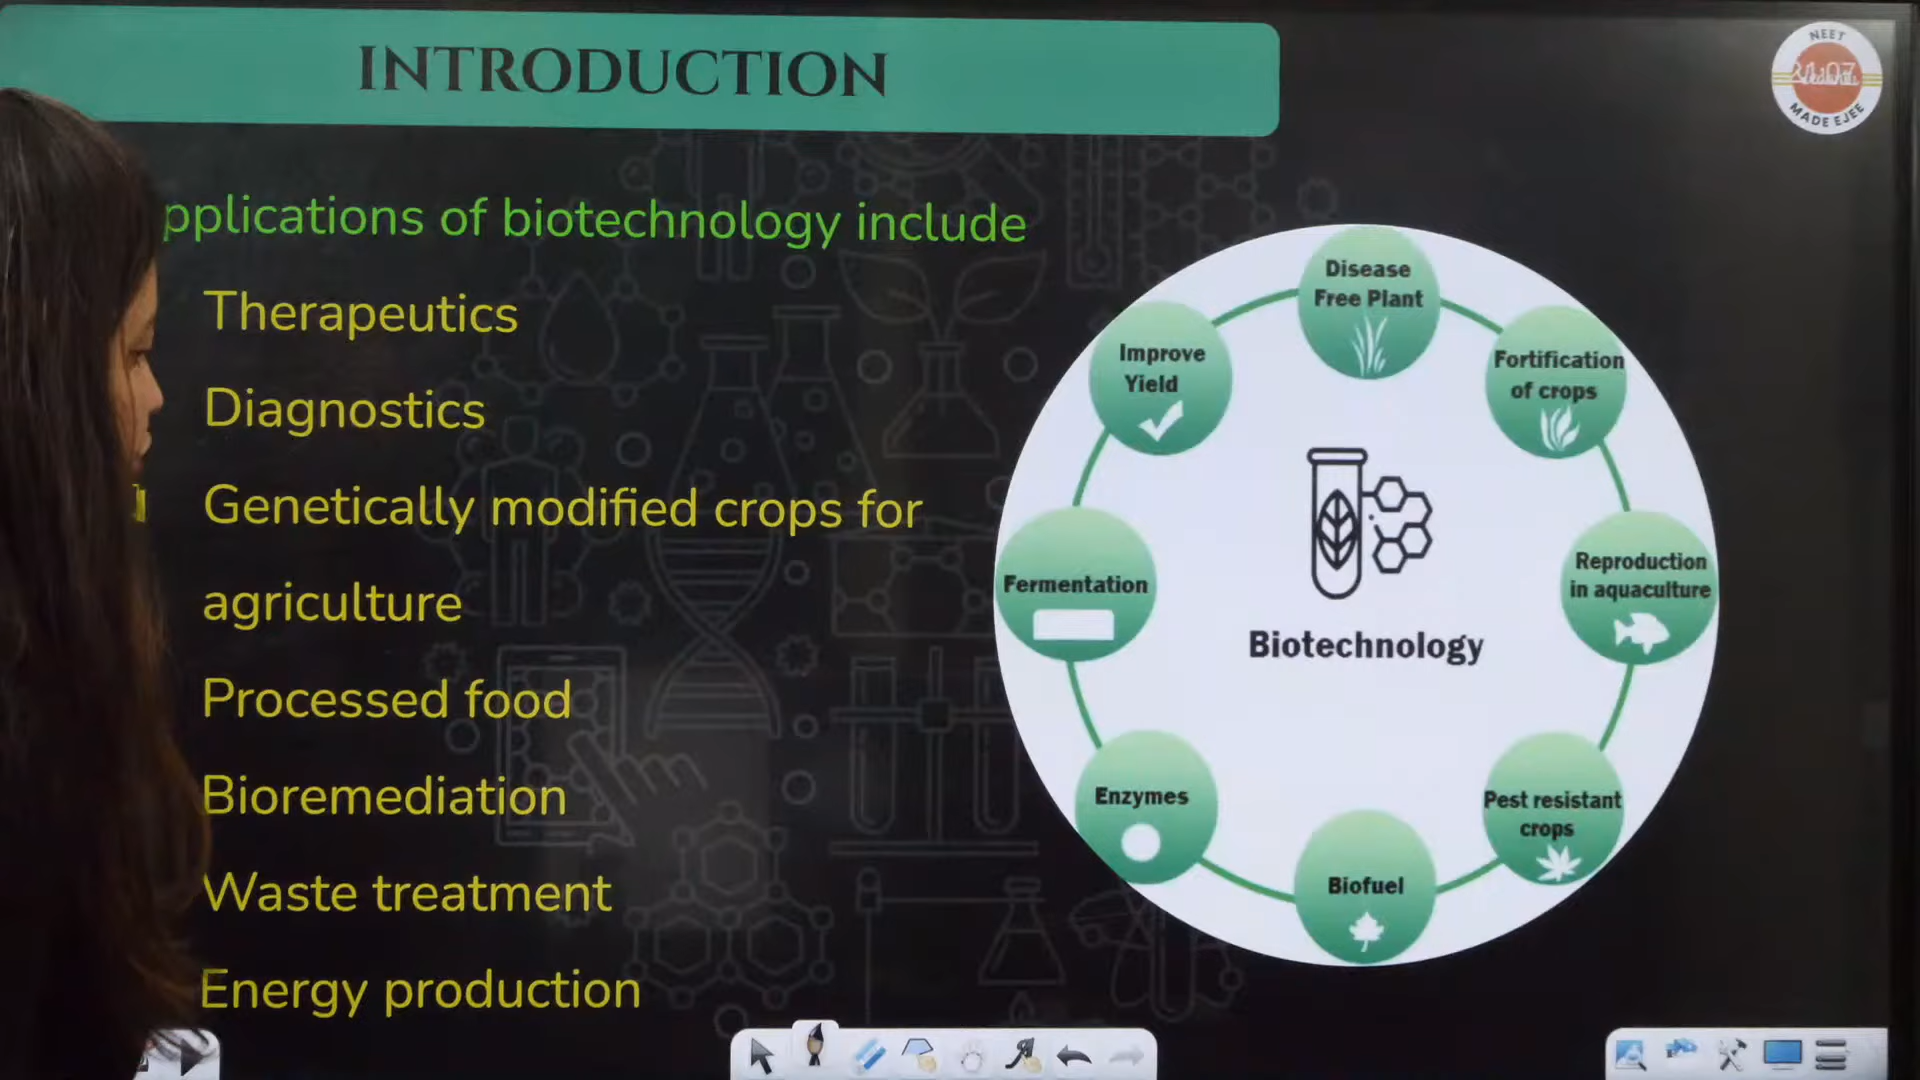 INTRODUCTION
NEET
MADE EJEE
pplications of biotechnology include
Therapeutics
Diagnostics
Genetically modified crops for
agriculture
Processed food
Bioremediation
Waste treatment
Energy production
Disease
Free Plant
Fortification
of crops
Reproduction
in aquaculture
Pest resistant
crops
Biofuel
Enzymes
Fermentation
Improve
Yield
Biotechnology